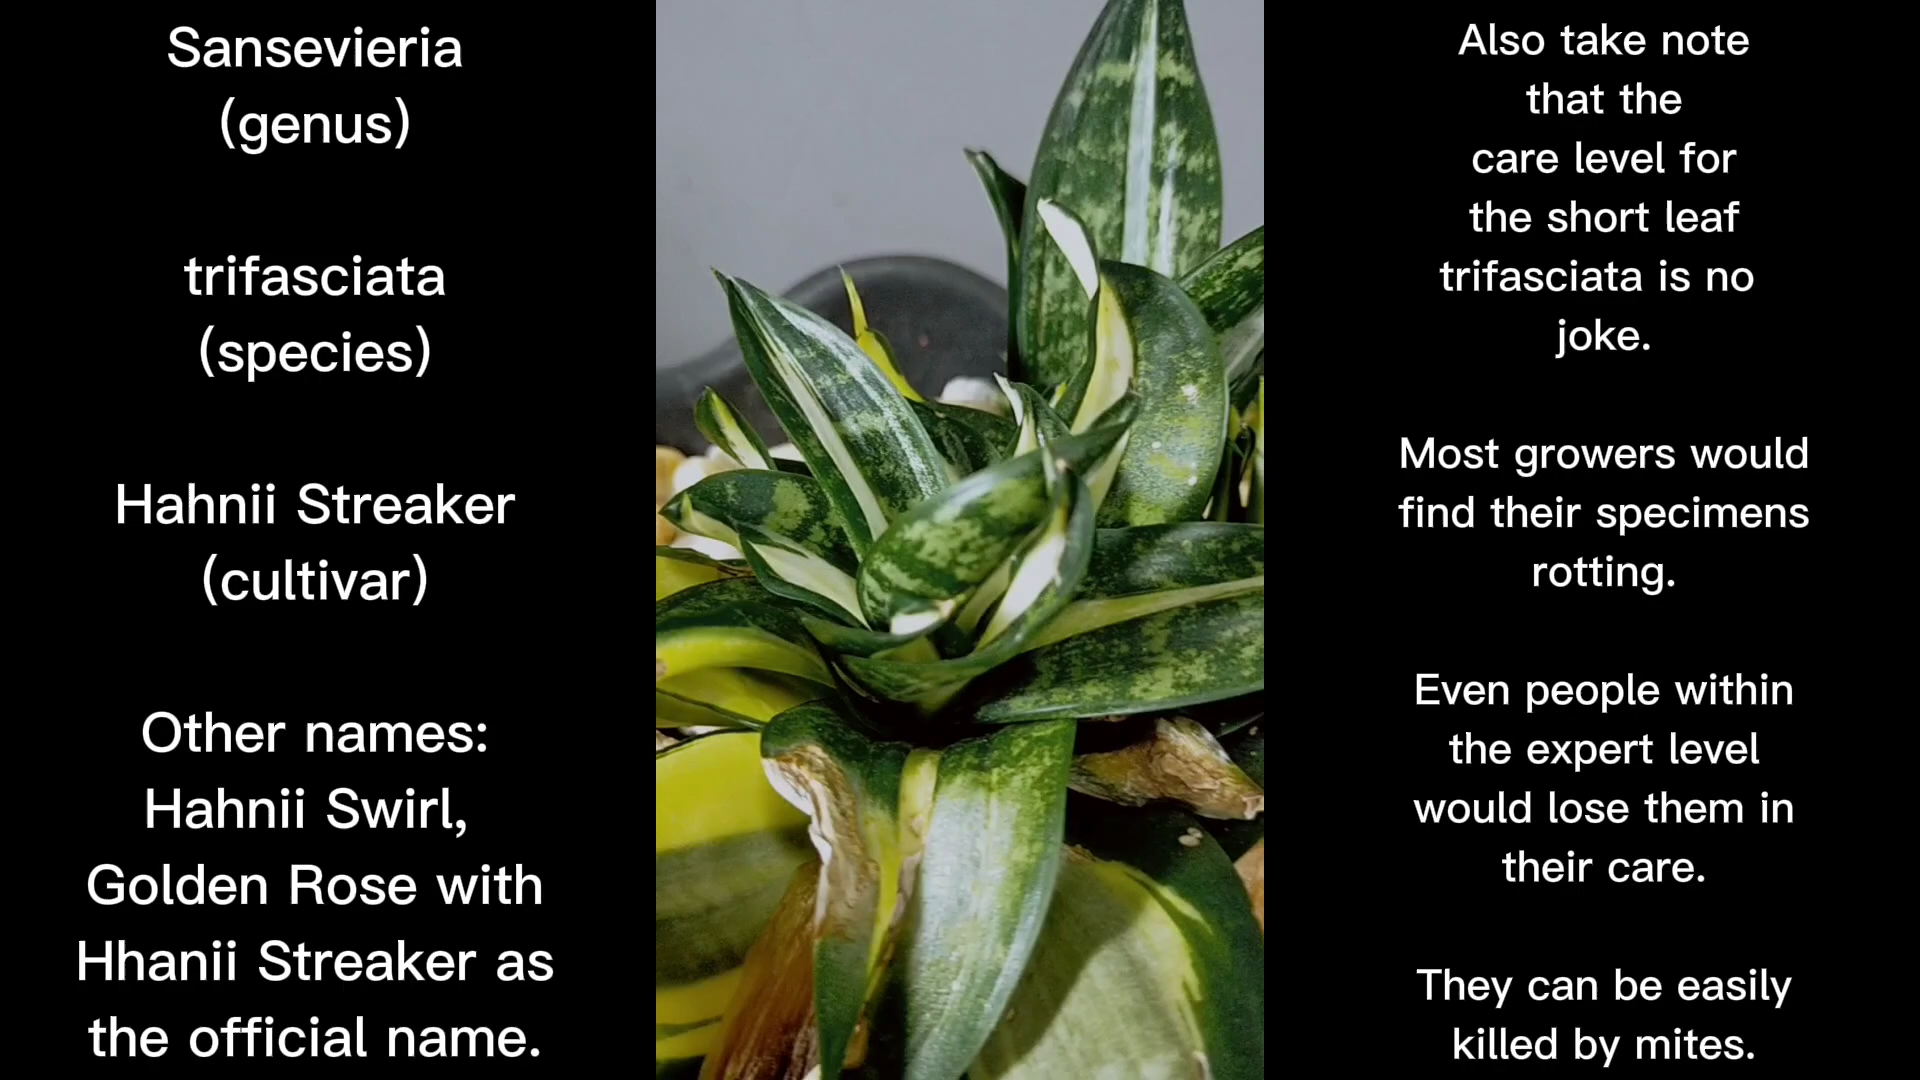 Sansevieria
(genus)
trifasciata
(species)
Hahnii Streaker
(cultivar)
Other names:
Hahnii Swirl,
Golden Rose with
Hhanii Streaker as
the official name.
Also take note
that the
care level for
the short leaf
trifasciata is no
joke.
Most growers would
find their specimens
rotting.
Even people within
the expert level
would lose them in
their care.
They can be easily
killed by mites.